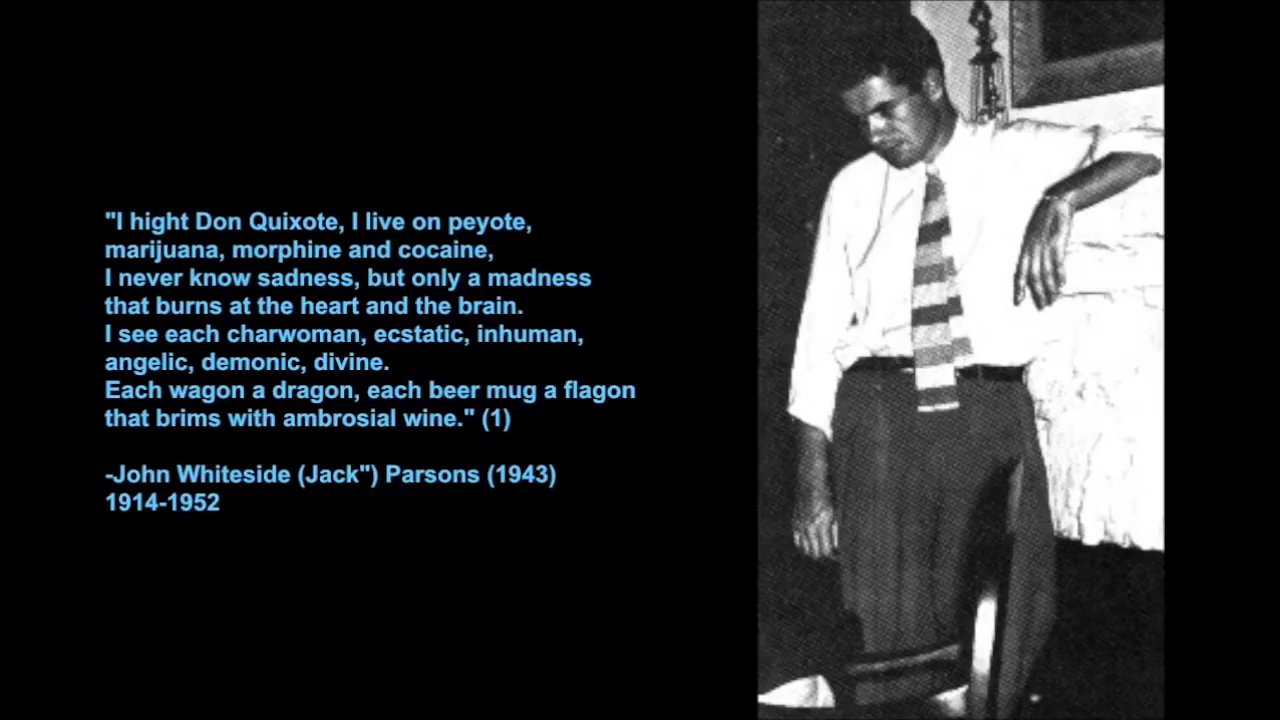 "I hight Don Quixote, I live on peyote,
marijuana, morphine and cocaine,
I never know sadness, but only a madness
that burns at the heart and the brain.
I see each charwoman, ecstatic, inhuman,
angelic, demonic, divine.
Each wagon a dragon, each beer mug a flagon
that brims with ambrosial wine." (1)
-John Whiteside (Jack") Parsons (1943)
1914-1952